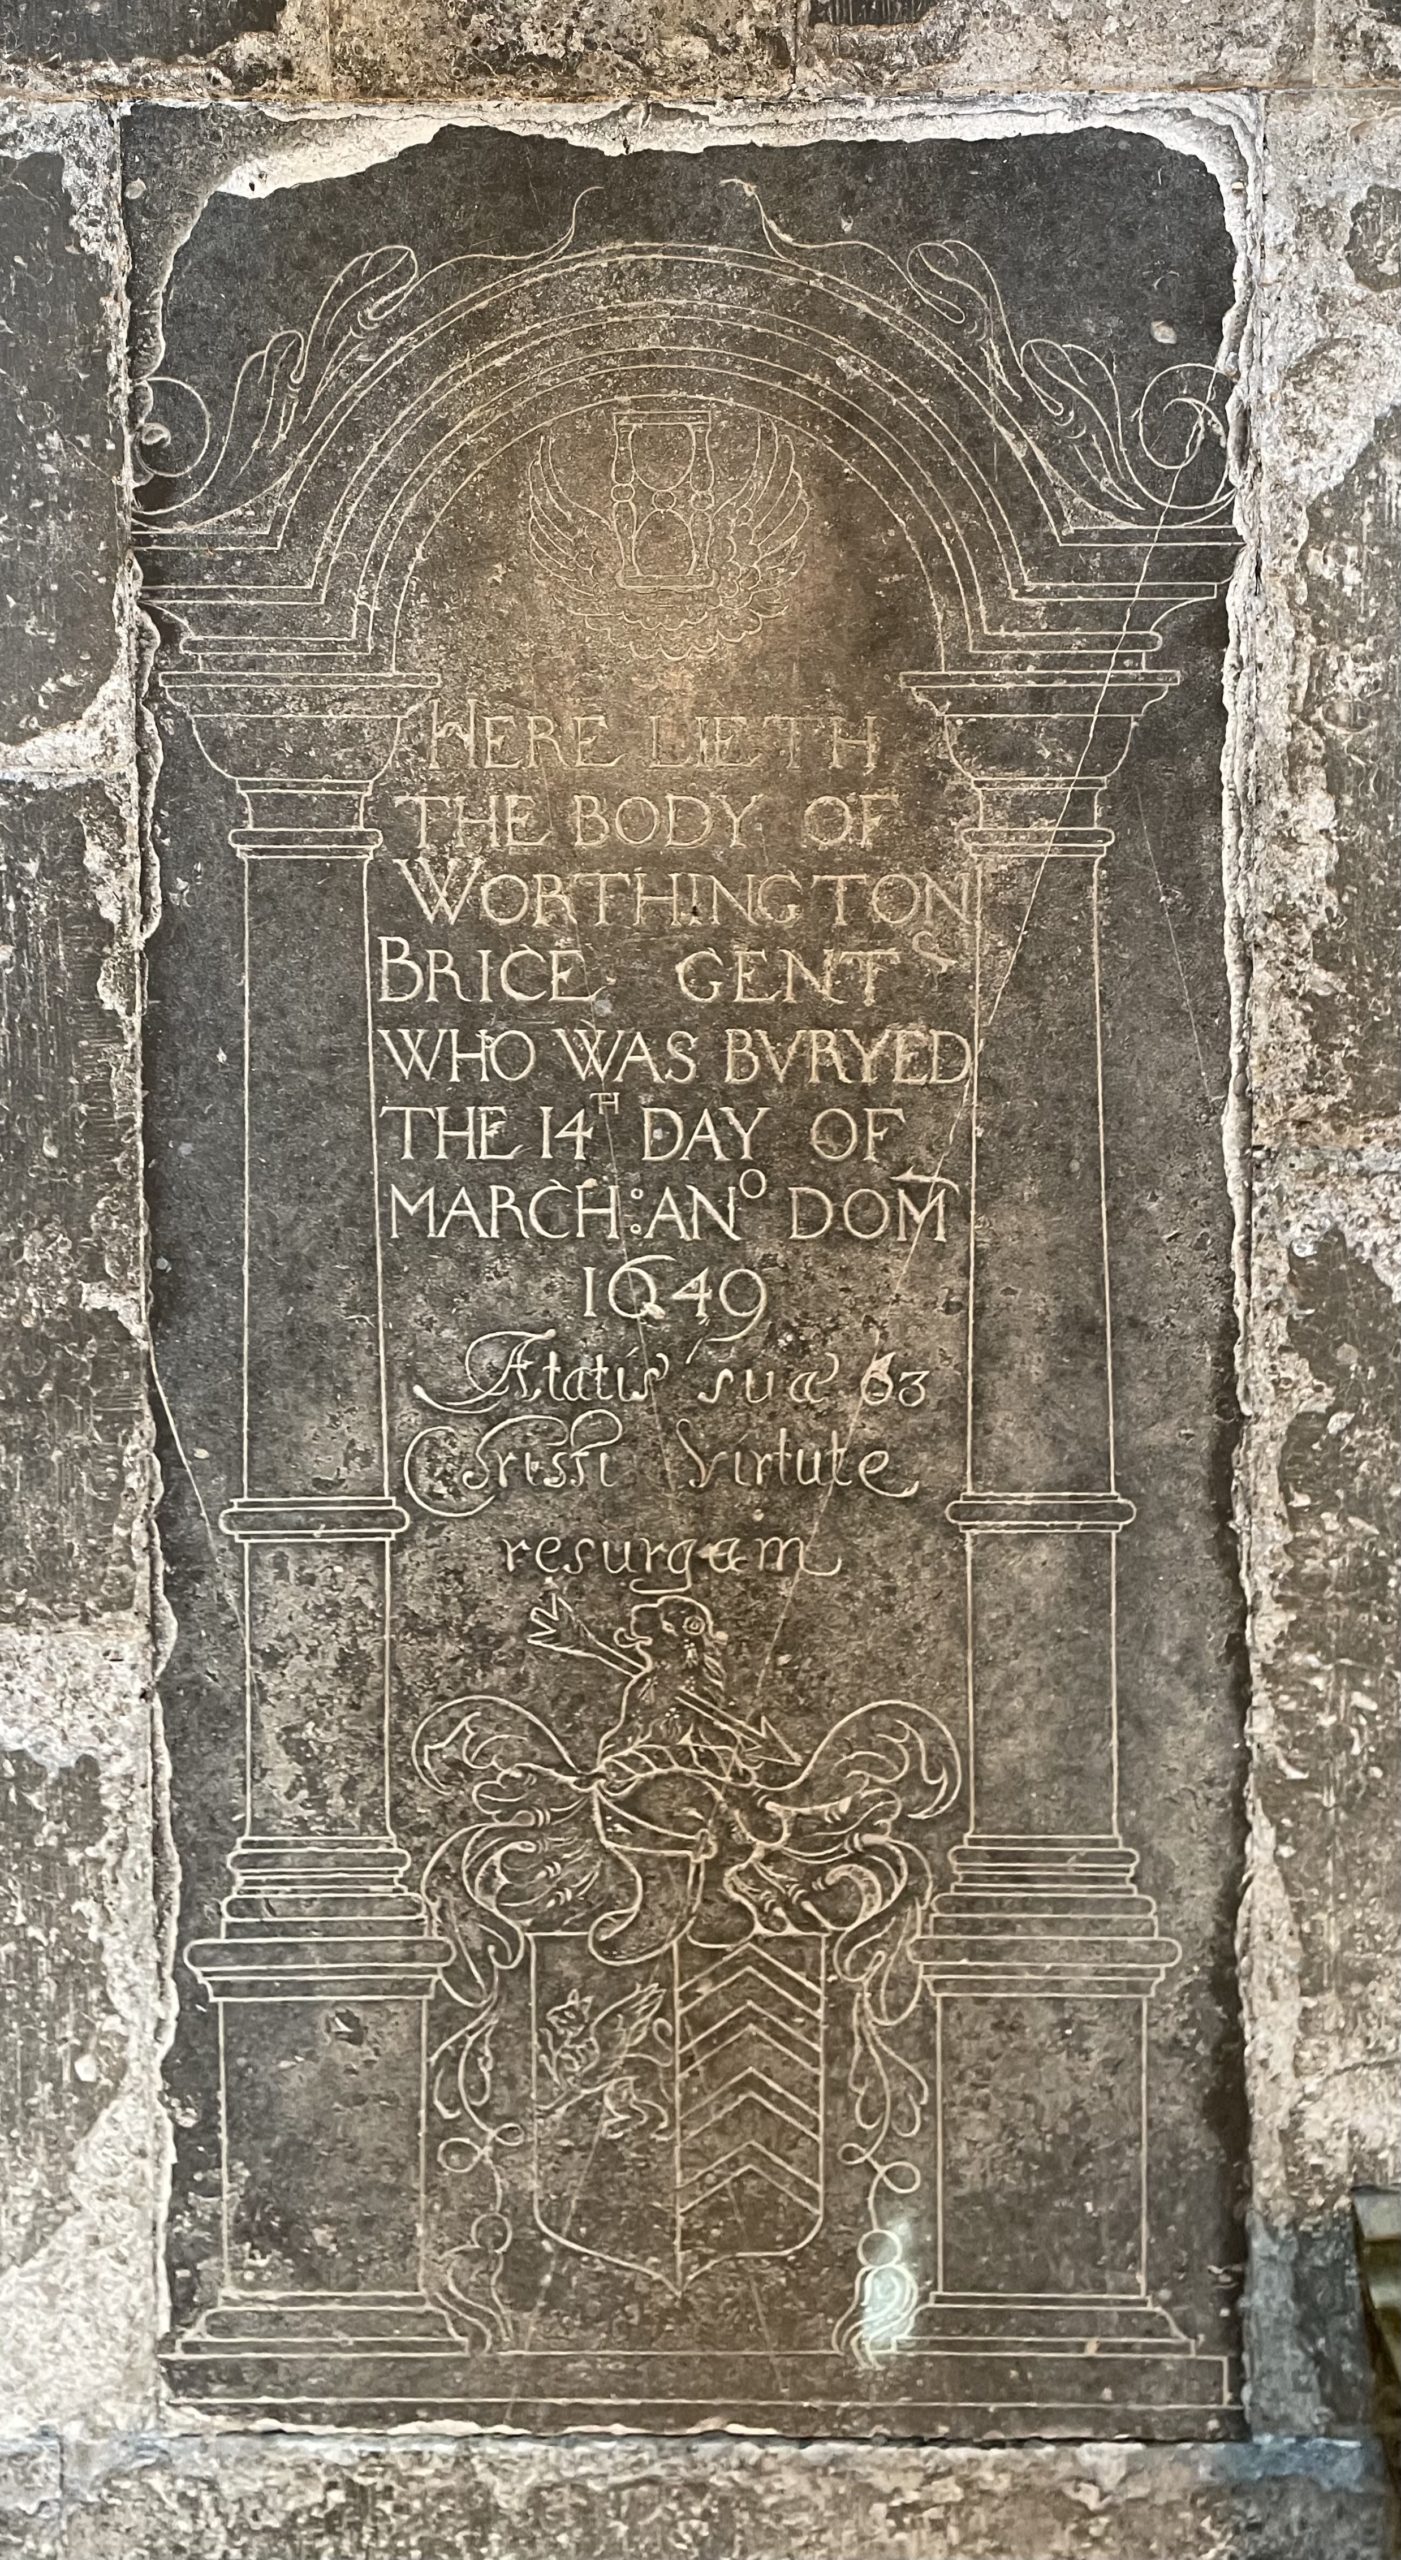 HERE LIETH
THE BODY OF
WORTHINGTON
BRICE GENT
WHO WAS BVRYED
THE 14TH DAY OF
MARCH: ANO DOM
1649
Ætatis suæ 63
Christi Virtute
resurgam